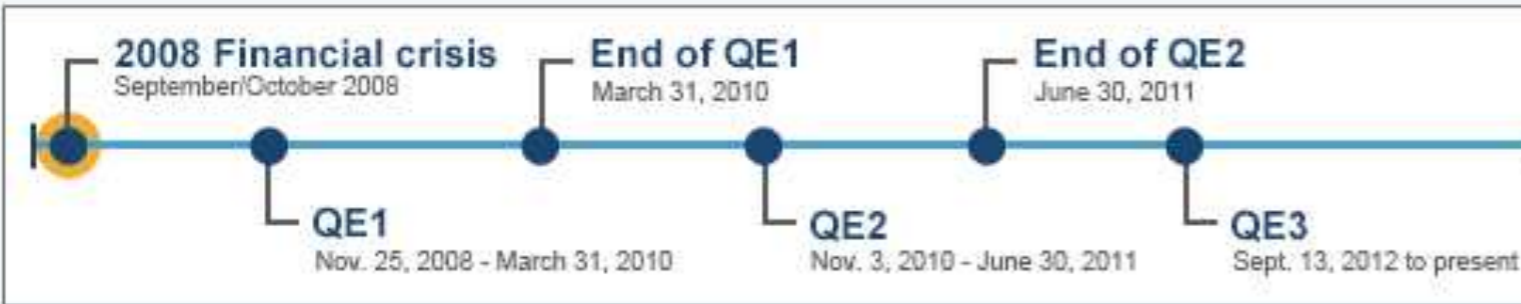 2008 Financial crisis
September/October 2008
End of QE1
March 31, 2010
End of QE2
June 30, 2011
QE1
Nov. 25, 2008 - March 31, 2010
QE2
Nov. 3, 2010 - June 30, 2011
QE3
Sept. 13, 2012 to present